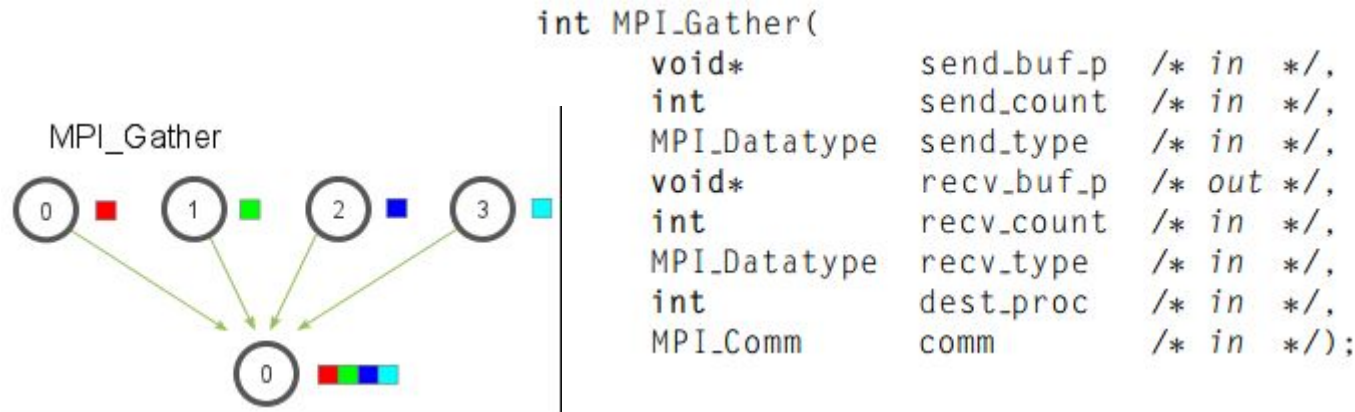 int MPI_Gather(
void* send_buf_p /* in */,
int send_count /* in */,
MPI_Datatype send_type /* in */,
void* recv_buf_p /* out */,
int recv_count /* in */,
MPI_Datatype recv_type /* in */,
int dest_proc /* in */,
MPI_Comm comm /* in */);
MPI_Gather
0 1 2 3
0